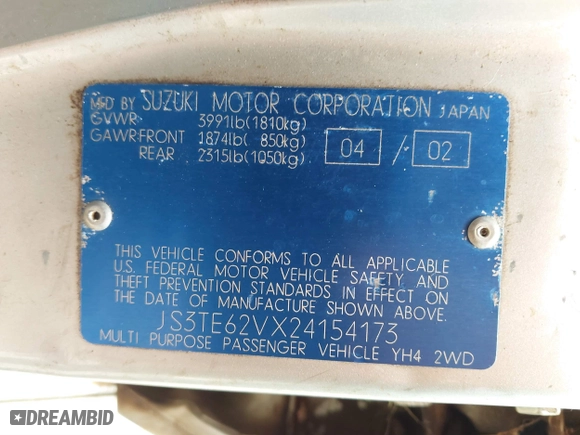 MFD BY SUZUKI MOTOR CORPORATION JAPAN
GVWR 3991lb(1810kg)
GAWR:FRONT 1874lb( 850kg) 04 / 02
REAR 2315lb(1050kg)
THIS VEHICLE CONFORMS TO ALL APPLICABLE
U.S. FEDERAL MOTOR VEHICLE SAFETY AND
THEFT PREVENTION STANDARDS IN EFFECT ON
THE DATE OF MANUFACTURE SHOWN ABOVE.
JS3TE62VX24154173
MULTI PURPOSE PASSENGER VEHICLE YH4 2WD
DREAMBID